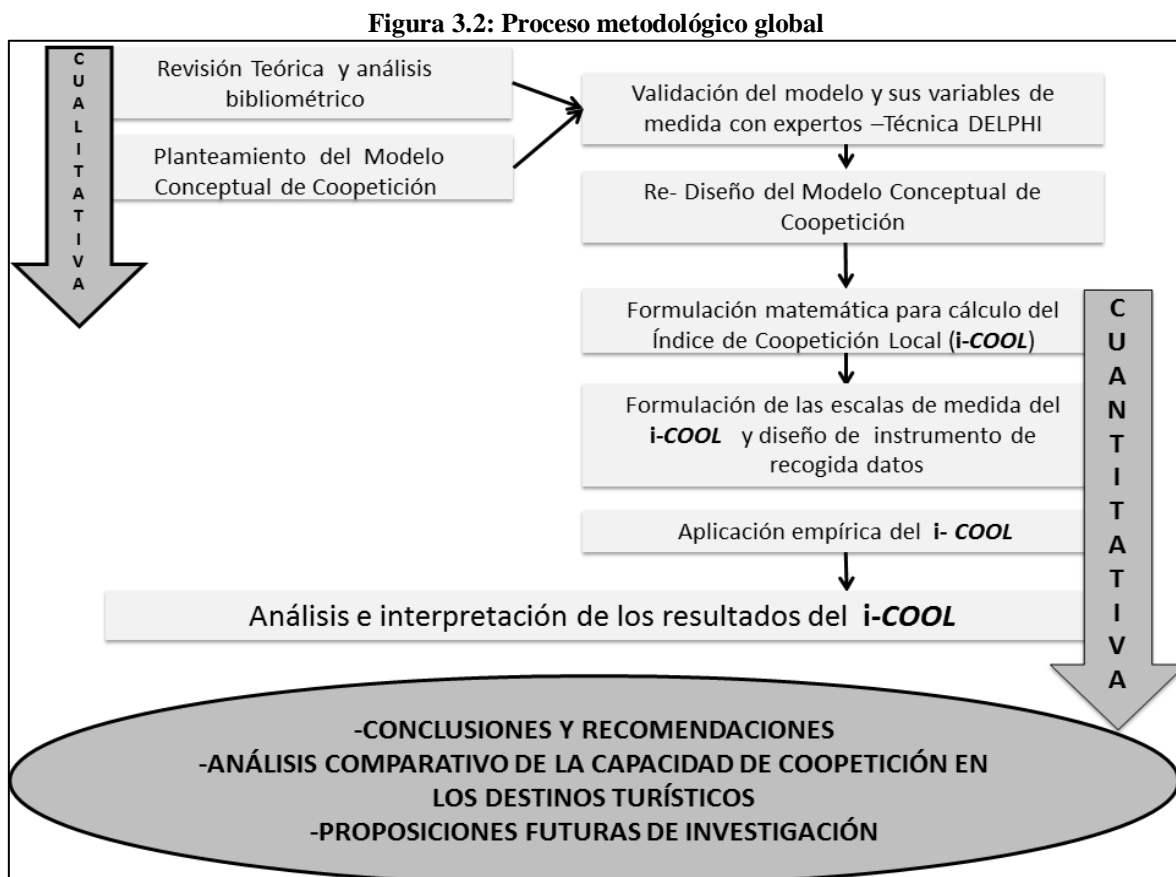 Figura 3.2: Proceso metodológico global
CUALITATIVA
Revisión Teórica y análisis
bibliométrico
Planteamiento del Modelo
Conceptual de Coopetición
Validación del modelo y sus variables de
medida con expertos –Técnica DELPHI
Re- Diseño del Modelo Conceptual de
Coopetición
CUANTITATIVA
Formulación matemática para cálculo del
Índice de Coopetición Local (i-COOL)
Formulación de las escalas de medida del
i-COOL y diseño de instrumento de
recogida datos
Aplicación empírica del i- COOL
Análisis e interpretación de los resultados del i-COOL
-CONCLUSIONES Y RECOMENDACIONES
-ANÁLISIS COMPARATIVO DE LA CAPACIDAD DE COOPETICIÓN EN
LOS DESTINOS TURÍSTICOS
-PROPOSICIONES FUTURAS DE INVESTIGACIÓN